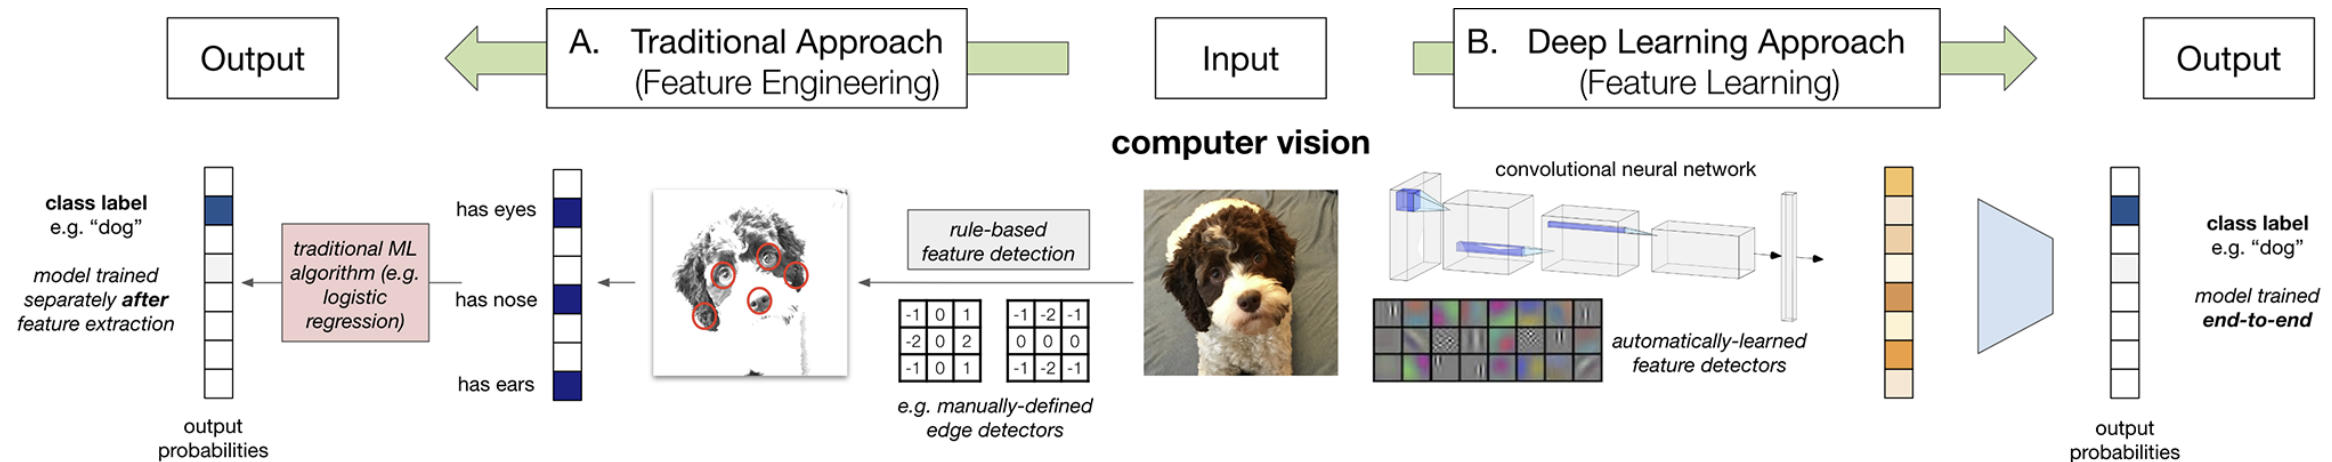 Output
A. Traditional Approach
(Feature Engineering)
Input
B. Deep Learning Approach
(Feature Learning)
Output
computer vision
class label
e.g. “dog”
model trained
separately after
feature extraction
output
probabilities
traditional ML
algorithm (e.g.
logistic
regression)
has eyes
has nose
has ears
rule-based
feature detection
-1 0 1
-2 0 2
-1 0 1
-1 -2 -1
0 0 0
-1 -2 -1
e.g. manually-defined
edge detectors
convolutional neural network
automatically-learned
feature detectors
output
probabilities
class label
e.g. “dog”
model trained
end-to-end